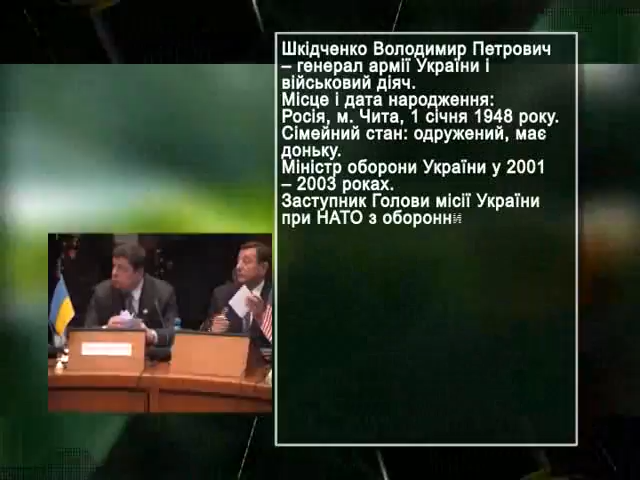 Шкідченко Володимир Петрович
– генерал армії України і
військовий діяч.
Місце і дата народження:
Росія, м. Чита, 1 січня 1948 року.
Сімейний стан: одружений, має
доньку.
Міністр оборони України у 2001
– 2003 роках.
Заступник Голови місії України
при НАТО з оборонни